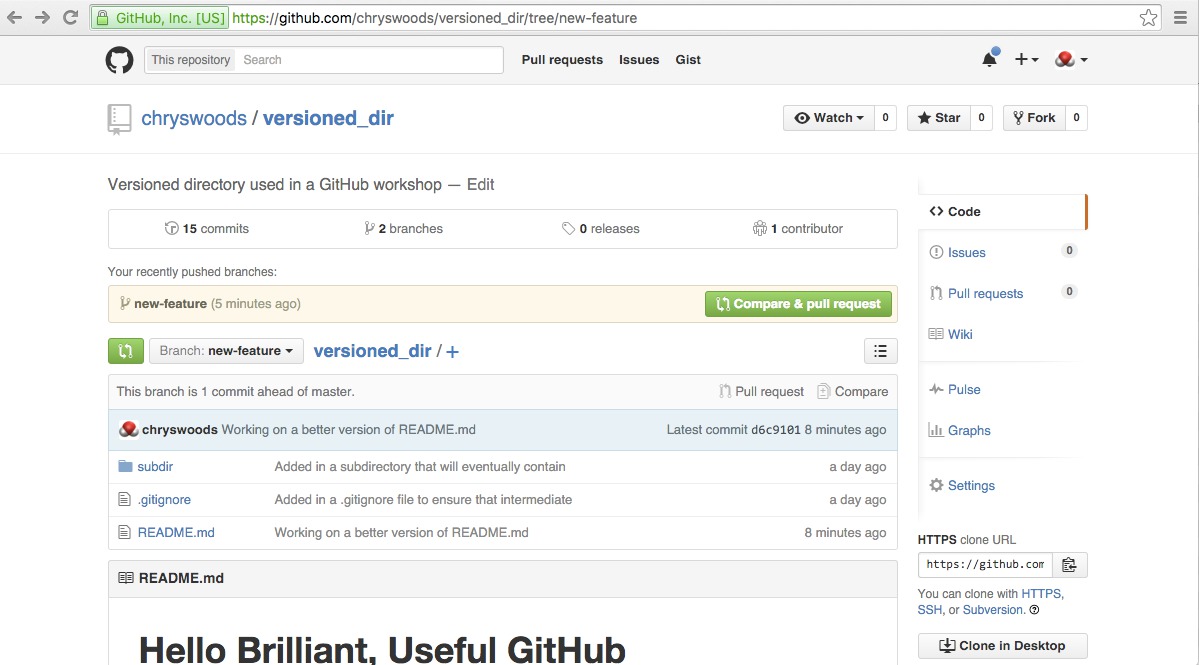 GitHub, Inc. [US] https://github.com/chryswoods/versioned_dir/tree/new-feature
This repository Search Pull requests Issues Gist
chryswoods / versioned_dir Watch 0 Star 0 Fork 0
Versioned directory used in a GitHub workshop — Edit
15 commits 2 branches 0 releases 1 contributor
Your recently pushed branches:
new-feature (5 minutes ago) Compare & pull request
Branch: new-feature versioned_dir / +
This branch is 1 commit ahead of master. Pull request Compare
chryswoods Working on a better version of README.md Latest commit d6c9101 8 minutes ago
subdir Added in a subdirectory that will eventually contain a day ago
.gitignore Added in a .gitignore file to ensure that intermediate a day ago
README.md Working on a better version of README.md 8 minutes ago
README.md
Hello Brilliant, Useful GitHub
Code
Issues 0
Pull requests 0
Wiki
Pulse
Graphs
Settings
HTTPS clone URL
https://github.com
You can clone with HTTPS,
SSH, or Subversion.
Clone in Desktop